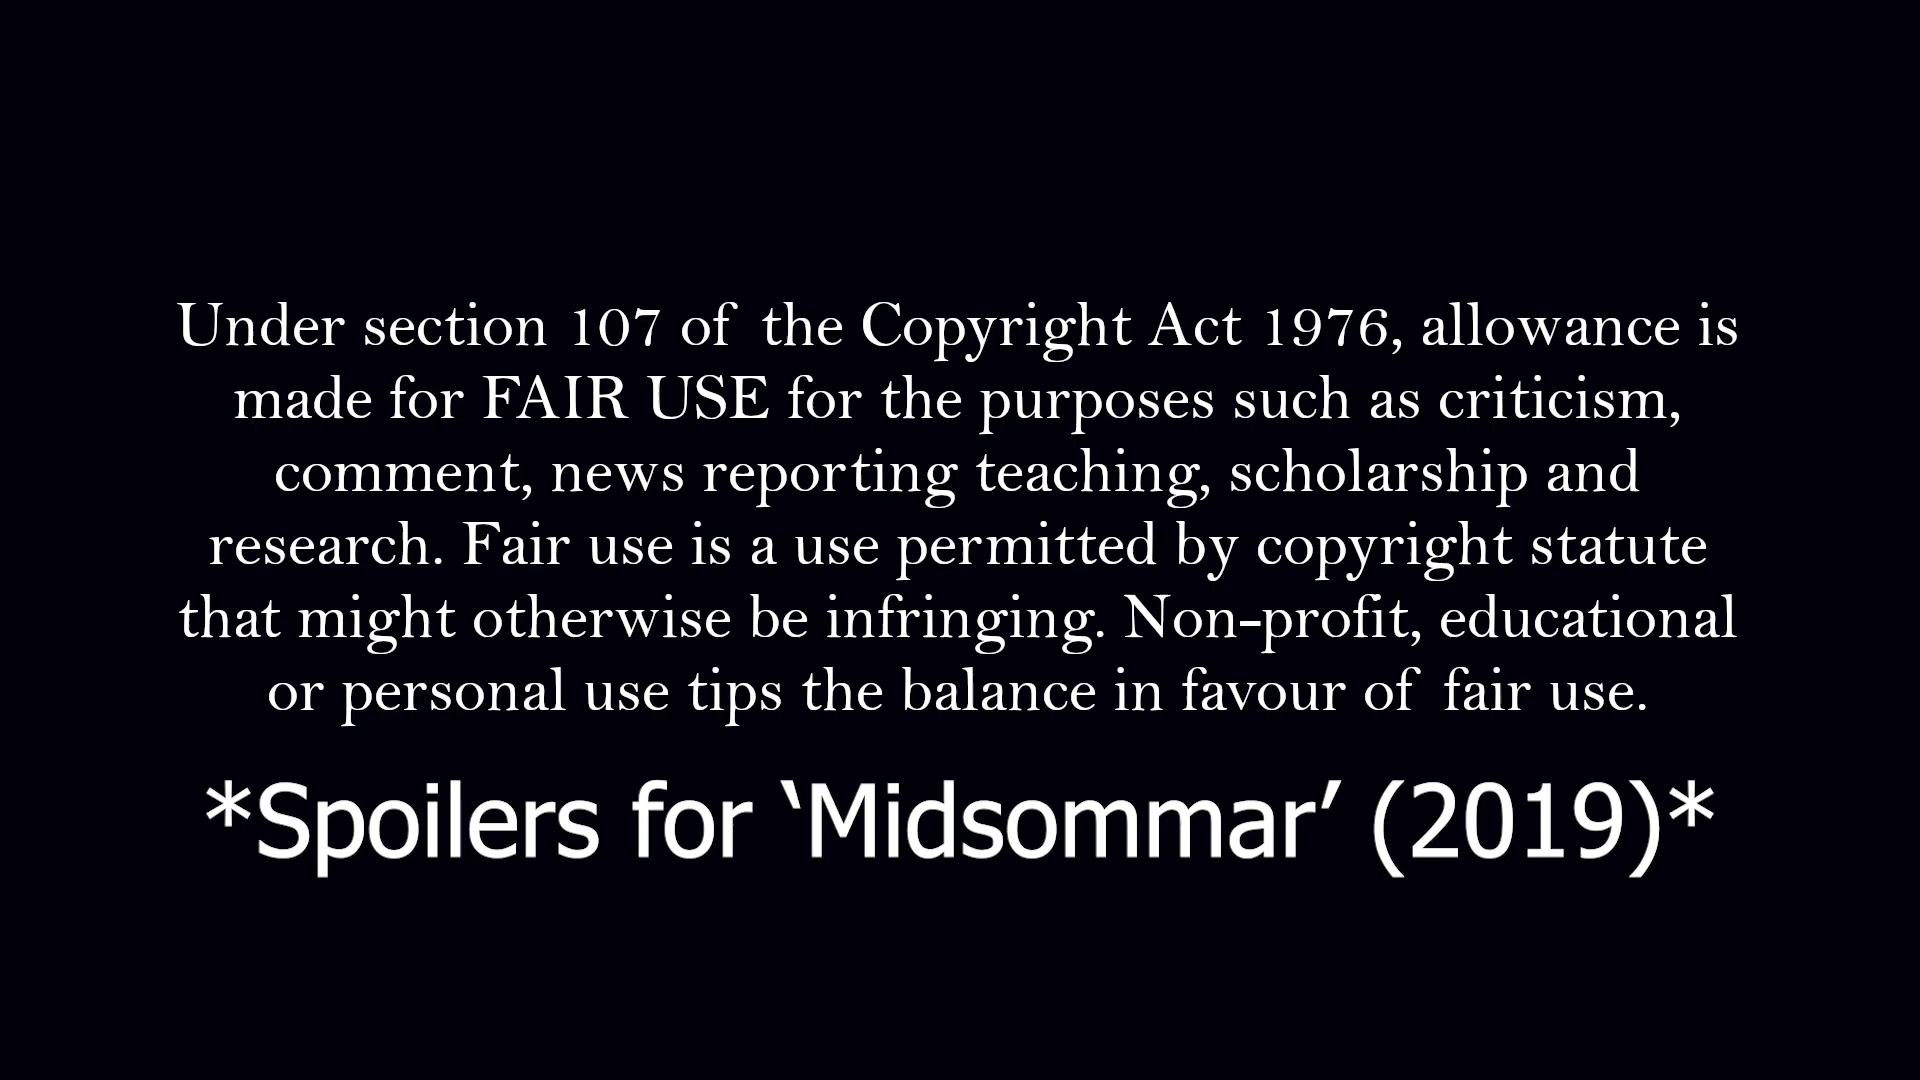 Under section 107 of the Copyright Act 1976, allowance is
made for FAIR USE for the purposes such as criticism,
comment, news reporting teaching, scholarship and
research. Fair use is a use permitted by copyright statute
that might otherwise be infringing. Non-profit, educational
or personal use tips the balance in favour of fair use.
*Spoilers for ‘Midsommar’ (2019)*